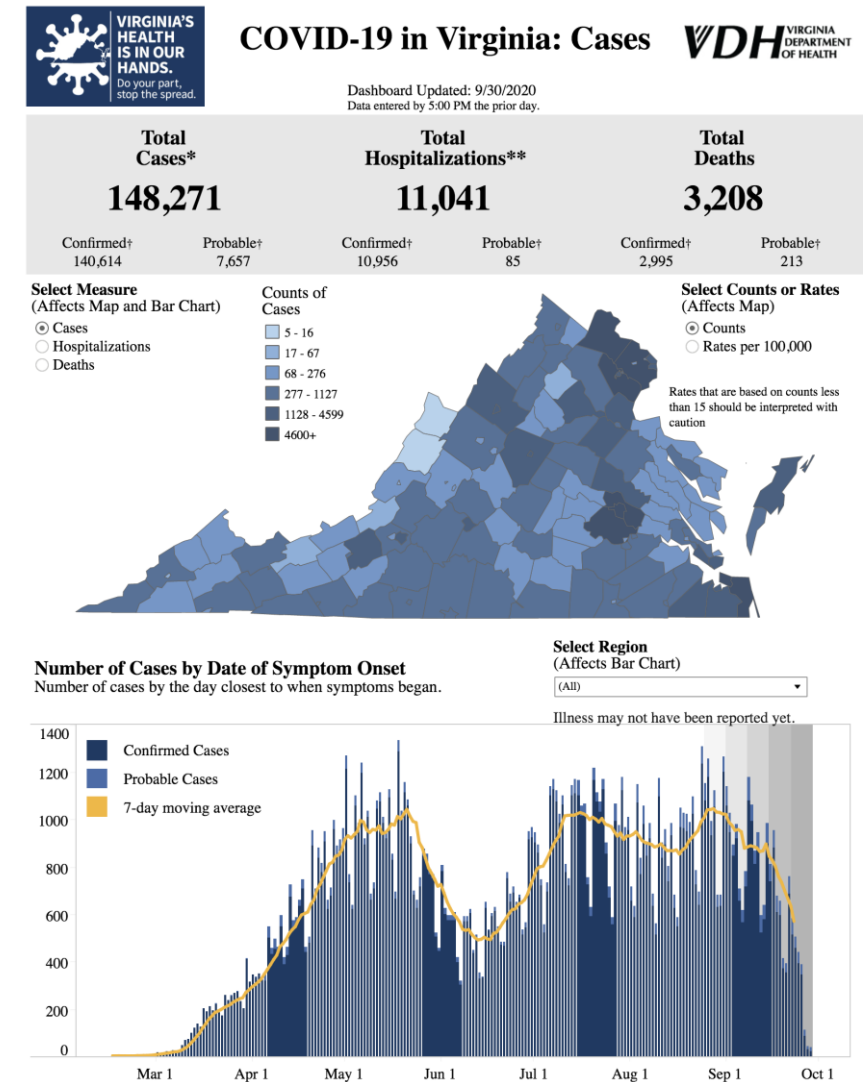 VIRGINIA'S
HEALTH
IS IN OUR
HANDS.
Do your part,
stop the spread.
COVID-19 in Virginia: Cases
VDH VIRGINIA
DEPARTMENT
OF HEALTH
Dashboard Updated: 9/30/2020
Data entered by 5:00 PM the prior day.
Total
Cases*
148,271
Confirmed†
140,614
Probable†
7,657
Total
Hospitalizations**
11,041
Confirmed†
10,956
Probable†
85
Total
Deaths
3,208
Confirmed†
2,995
Probable†
213
Select Measure
(Affects Map and Bar Chart)
Cases
Hospitalizations
Deaths
Counts of
Cases
5 - 16
17 - 67
68 - 276
277 - 1127
1128 - 4599
4600+
Select Counts or Rates
(Affects Map)
Counts
Rates per 100,000
Rates that are based on counts less
than 15 should be interpreted with
caution
Number of Cases by Date of Symptom Onset
Number of cases by the day closest to when symptoms began.
Select Region
(Affects Bar Chart)
(All)
Illness may not have been reported yet.
Confirmed Cases
Probable Cases
7-day moving average
1400
1200
1000
800
600
400
200
0
Mar 1
Apr 1
May 1
Jun 1
Jul 1
Aug 1
Sep 1
Oct 1